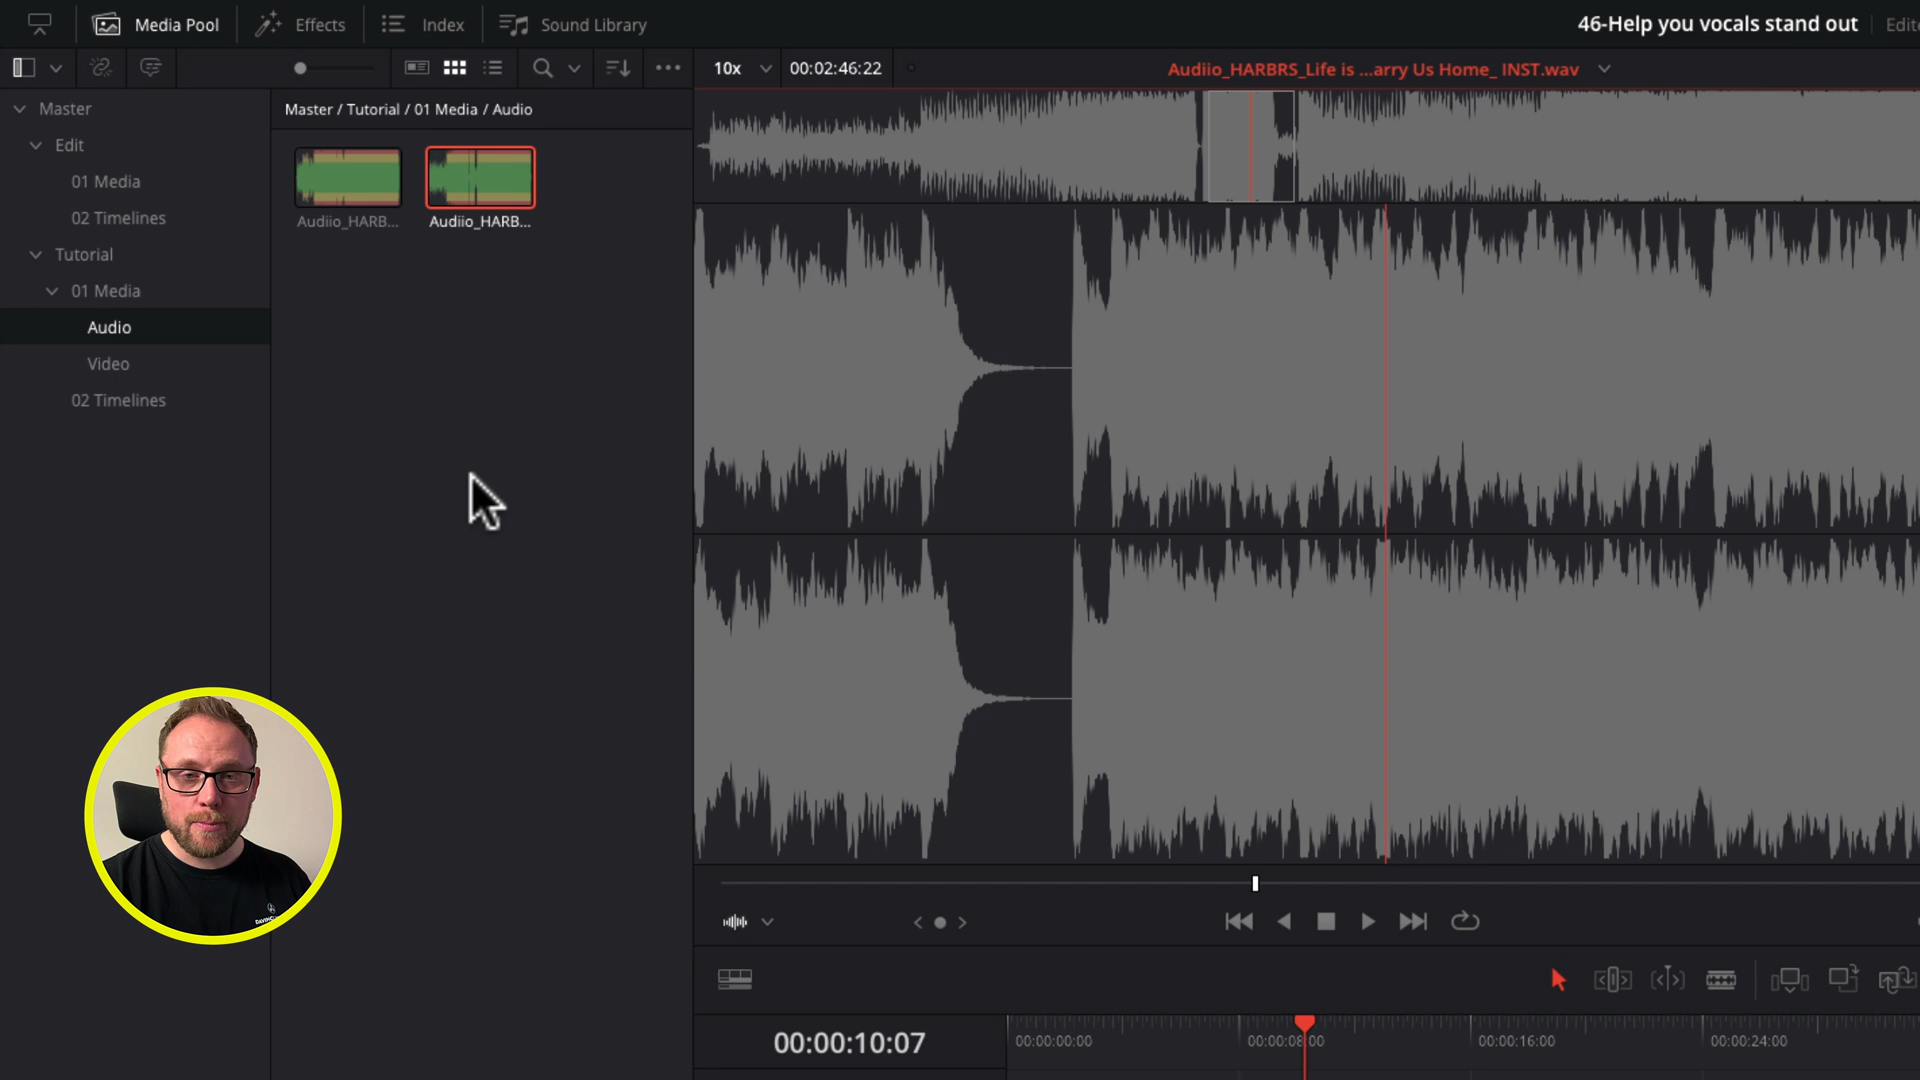 Media Pool
Effects
Index
Sound Library
46-Help you vocals stand out
10x
00:02:46:22
Audiio_HARBRS_Life is ...arry Us Home_ INST.wav
Master
Edit
01 Media
02 Timelines
Tutorial
01 Media
Audio
Video
02 Timelines
Master / Tutorial / 01 Media / Audio
Audiio_HARB...
Audiio_HARB...
00:00:10:07
00:00:00:00
00:00:08:00
00:00:16:00
00:00:24:00